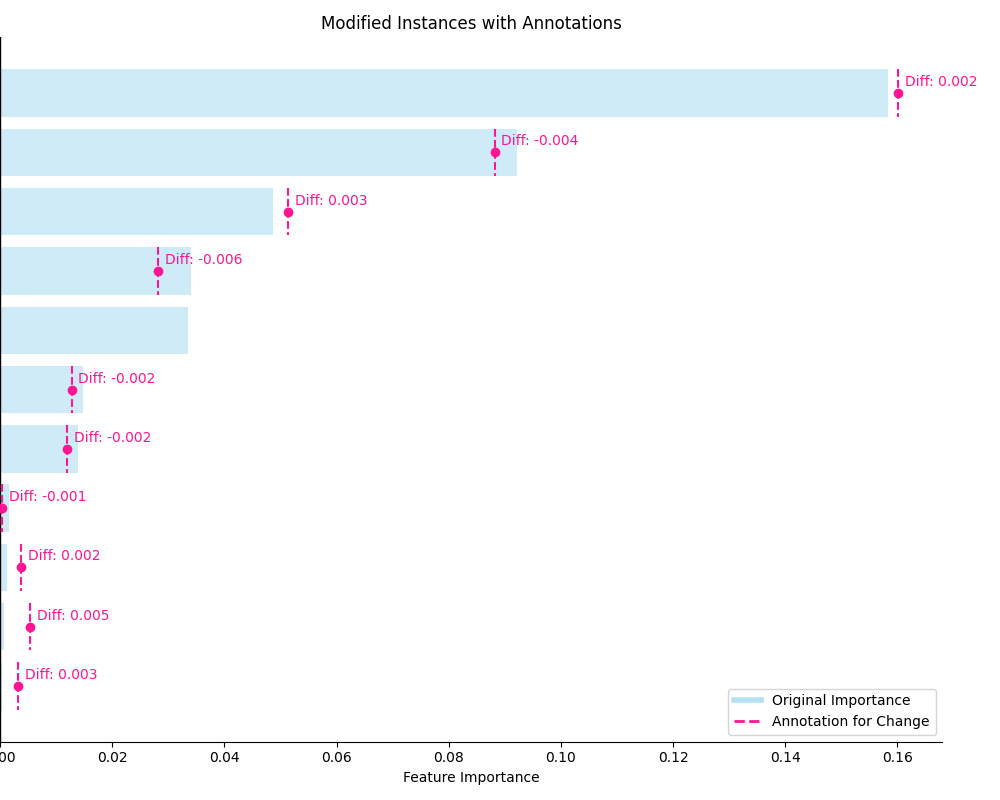 Modified Instances with Annotations
Diff: 0.002
Diff: -0.004
Diff: 0.003
Diff: -0.006
Diff: -0.002
Diff: -0.002
Diff: -0.001
Diff: 0.002
Diff: 0.005
Diff: 0.003
Original Importance
Annotation for Change
00 0.02 0.04 0.06 0.08 0.10 0.12 0.14 0.16
Feature Importance